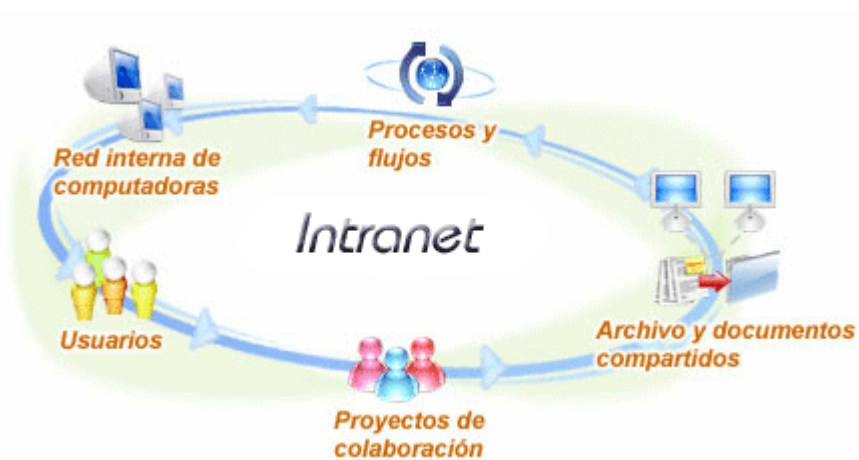 Procesos y
flujos
Red interna de
computadoras
Intranet
Usuarios
Archivo y documentos
compartidos
Proyectos de
colaboración